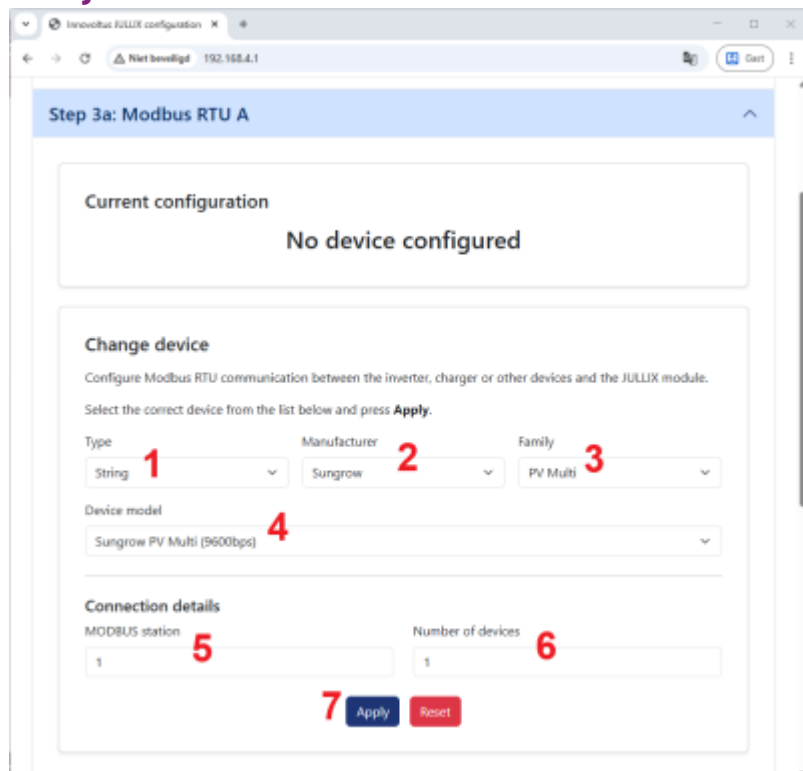 Innovoltus JULLIX configuration
Niet beveiligd 192.168.4.1 Gast
Step 3a: Modbus RTU A
Current configuration
No device configured
Change device
Configure Modbus RTU communication between the inverter, charger or other devices and the JULLIX module.
Select the correct device from the list below and press Apply.
Type Manufacturer Family
1 2 3
String Sungrow PV Multi
Device model
4
Sungrow PV Multi (9600bps)
Connection details
MODBUS station Number of devices
5 6
1 1
7 Apply Reset